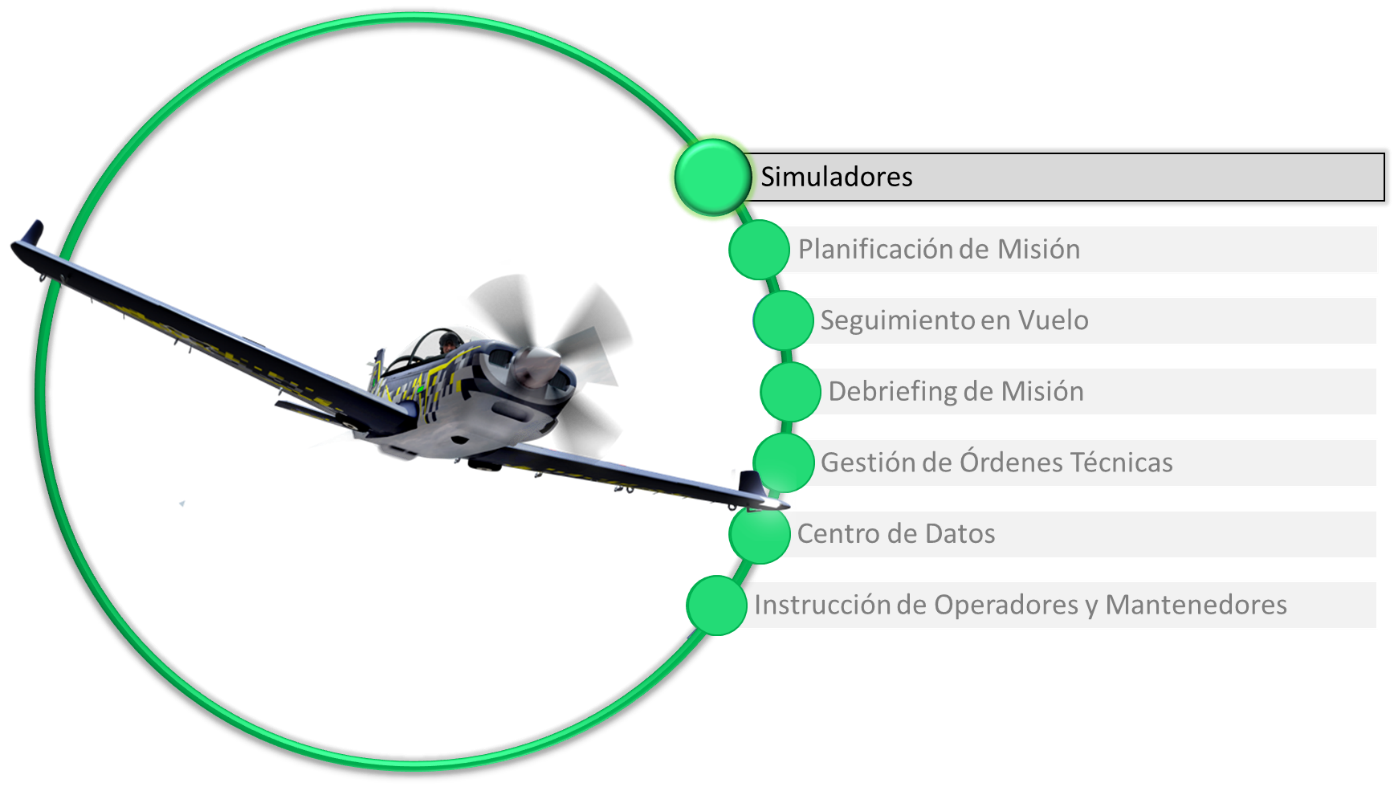 Simuladores
Planificación de Misión
Seguimiento en Vuelo
Debriefing de Misión
Gestión de Órdenes Técnicas
Centro de Datos
Instrucción de Operadores y Mantenedores